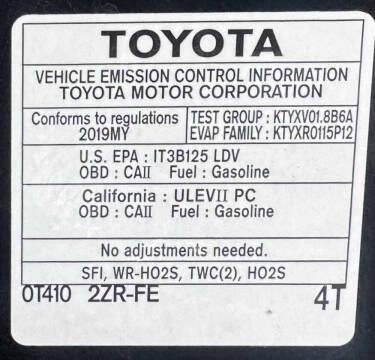 TOYOTA
VEHICLE EMISSION CONTROL INFORMATION
TOYOTA MOTOR CORPORATION
Conforms to regulations
2019MY
TEST GROUP : KTYXV01.8B6A
EVAP FAMILY : KTYXR0115P12
U.S. EPA : IT3B125 LDV
OBD : CAII Fuel : Gasoline
California : ULEVII PC
OBD : CAII Fuel : Gasoline
No adjustments needed.
SFI, WR-HO2S, TWC(2), HO2S
0T410 2ZR-FE 4T